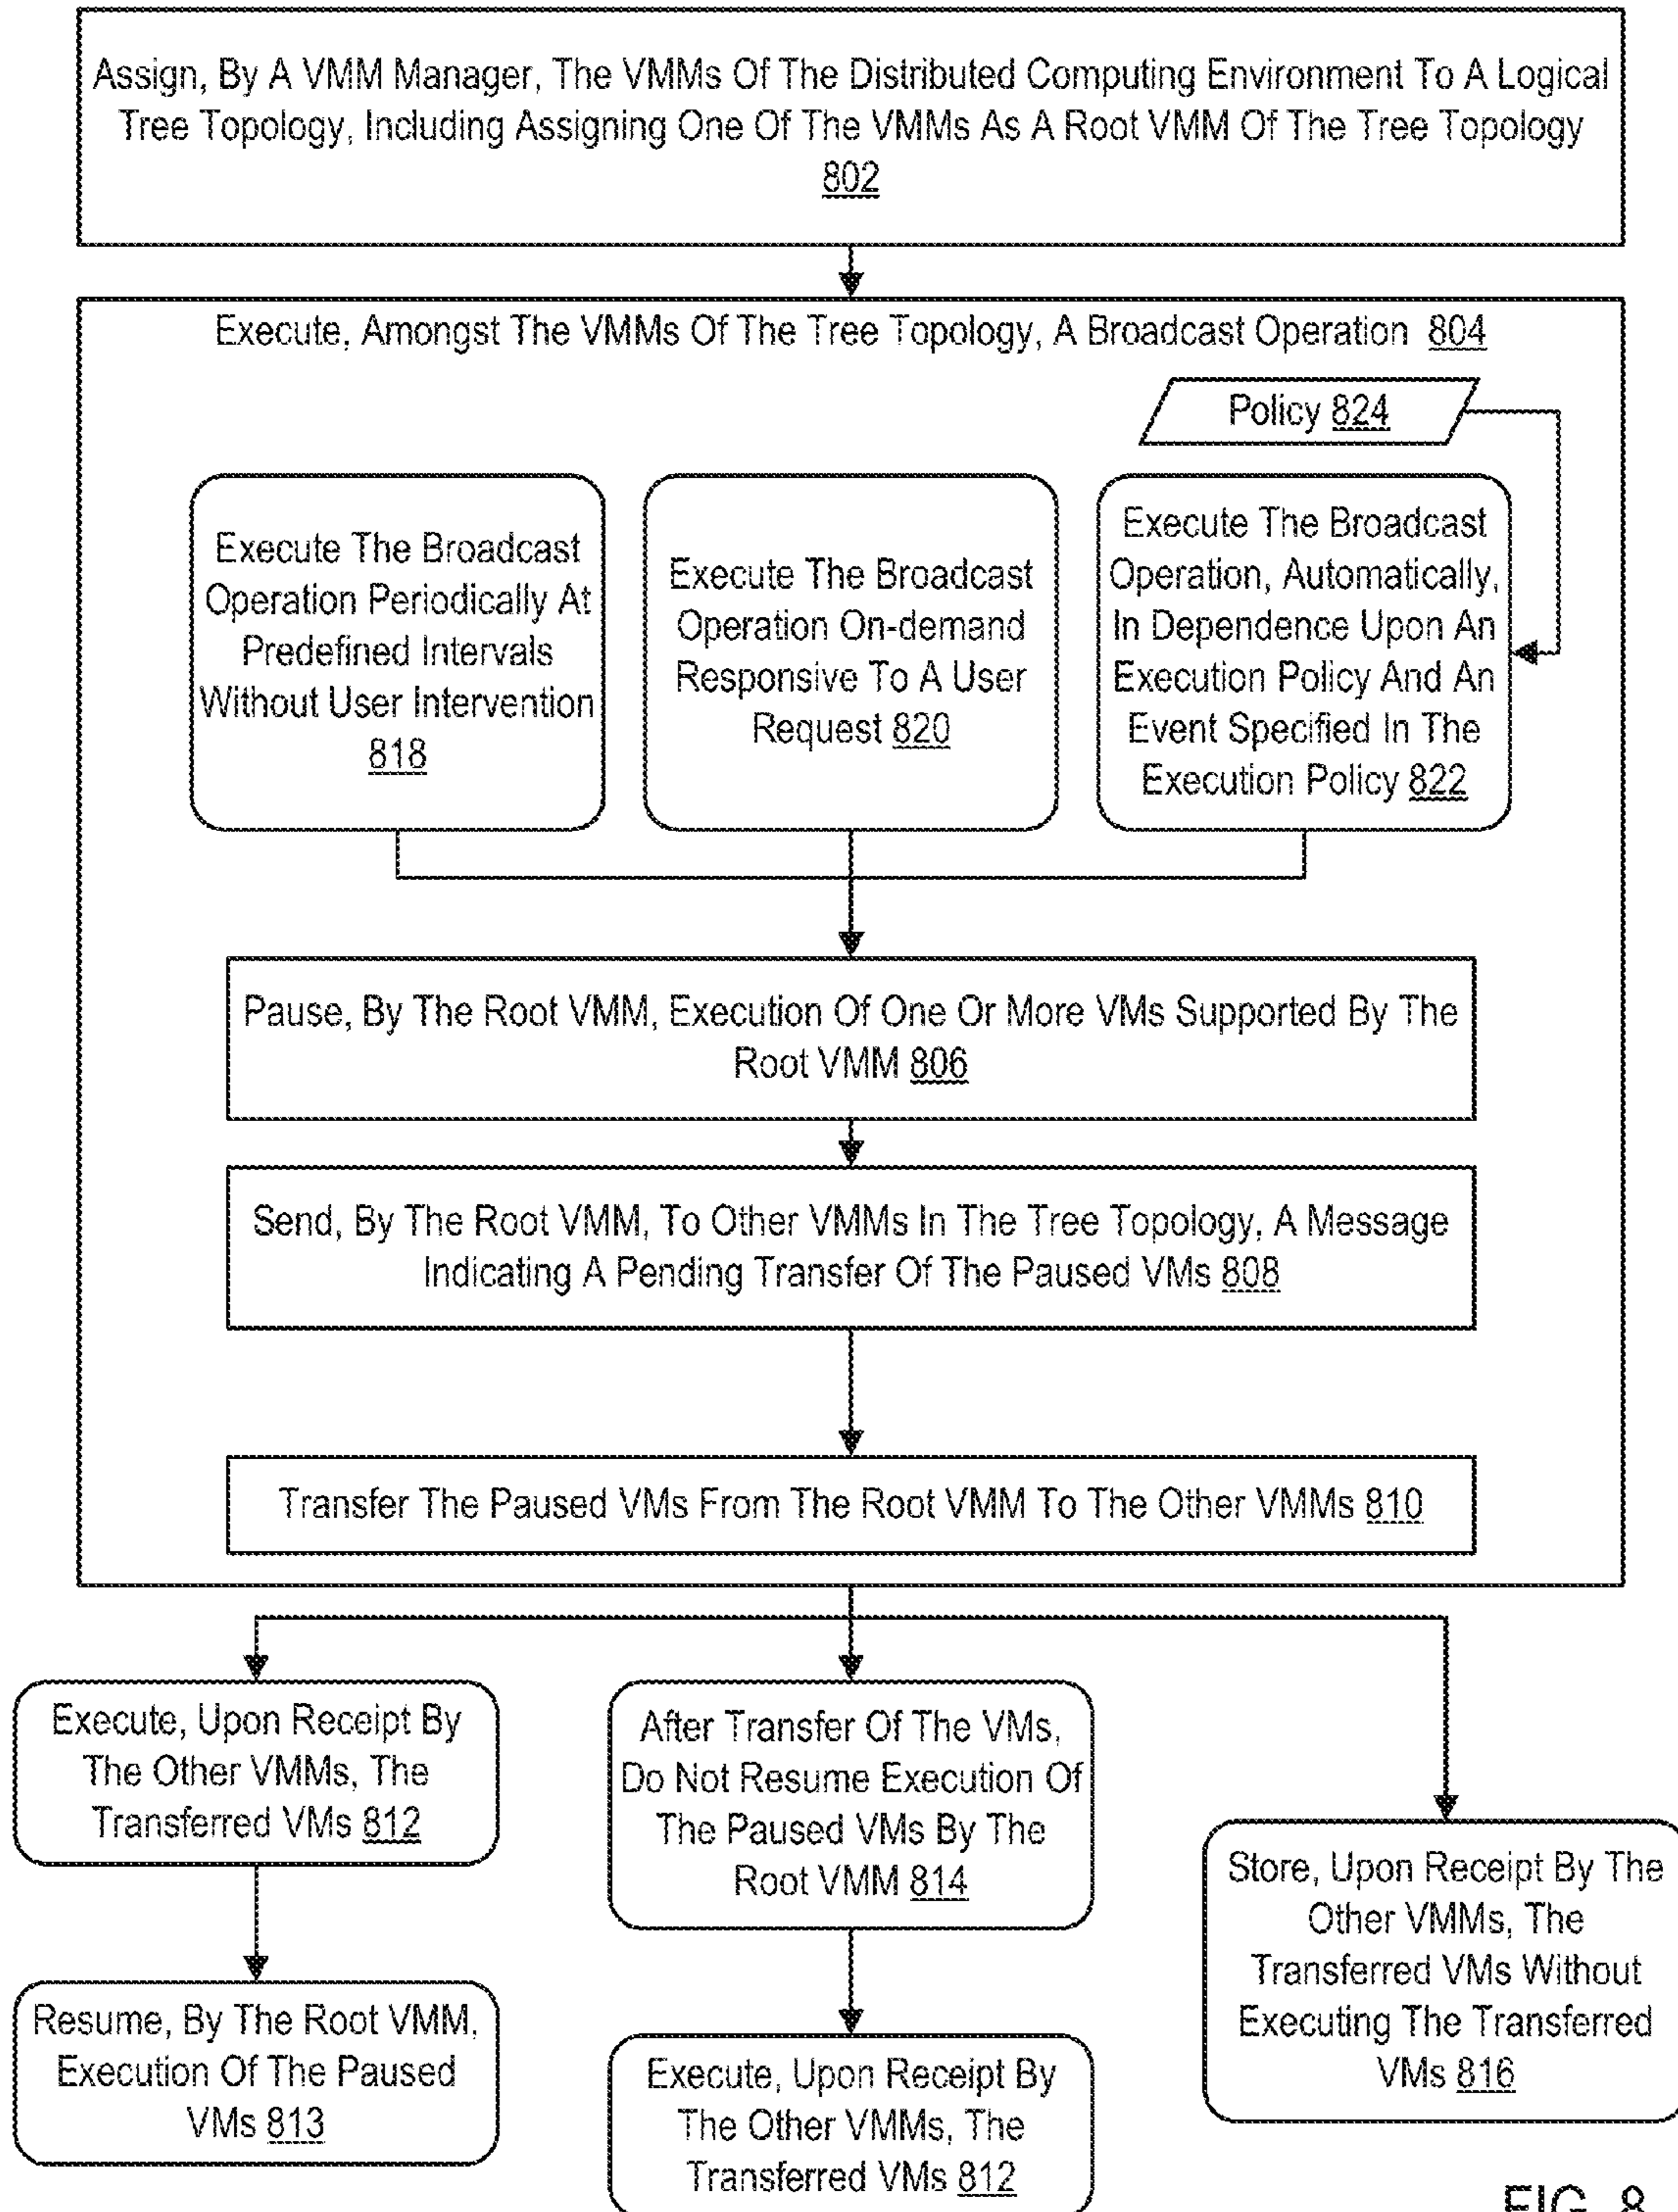 Assign, By A VMM Manager, The VMMs Of The Distributed Computing Environment To A Logical
Tree Topology, Including Assigning One Of The VMMs As A Root VMM Of The Tree Topology
802
Execute, Amongst The VMMs Of The Tree Topology, A Broadcast Operation 804
Policy 824
Execute The Broadcast
Operation Periodically At
Predefined Intervals
Without User Intervention
818
Execute The Broadcast
Operation On-demand
Responsive To A User
Request 820
Execute The Broadcast
Operation, Automatically,
In Dependence Upon An
Execution Policy And An
Event Specified In The
Execution Policy 822
Pause, By The Root VMM, Execution Of One Or More VMs Supported By The
Root VMM 806
Send, By The Root VMM, To Other VMMs In The Tree Topology, A Message
Indicating A Pending Transfer Of The Paused VMs 808
Transfer The Paused VMs From The Root VMM To The Other VMMs 810
Execute, Upon Receipt By
The Other VMMs, The
Transferred VMs 812
Resume, By The Root VMM,
Execution Of The Paused
VMs 813
After Transfer Of The VMs,
Do Not Resume Execution Of
The Paused VMs By The
Root VMM 814
Execute, Upon Receipt By
The Other VMMs, The
Transferred VMs 812
Store, Upon Receipt By The
Other VMMs, The
Transferred VMs Without
Executing The Transferred
VMs 816
FIG. 8